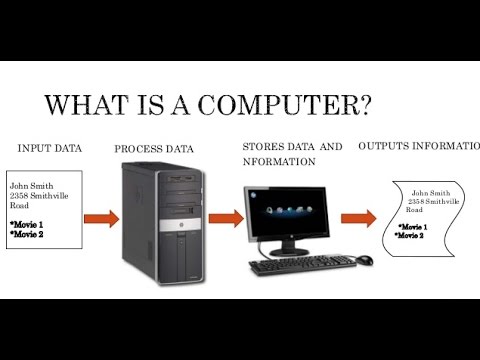 WHAT IS A COMPUTER?
INPUT DATA
PROCESS DATA
STORES DATA AND
NFORMATION
OUTPUTS INFORMATIO
John Smith
2358 Smithville
Road
*Movie 1
*Movie 2
John Smith
2358 Smithville
Road
*Movie 1
*Movie 2